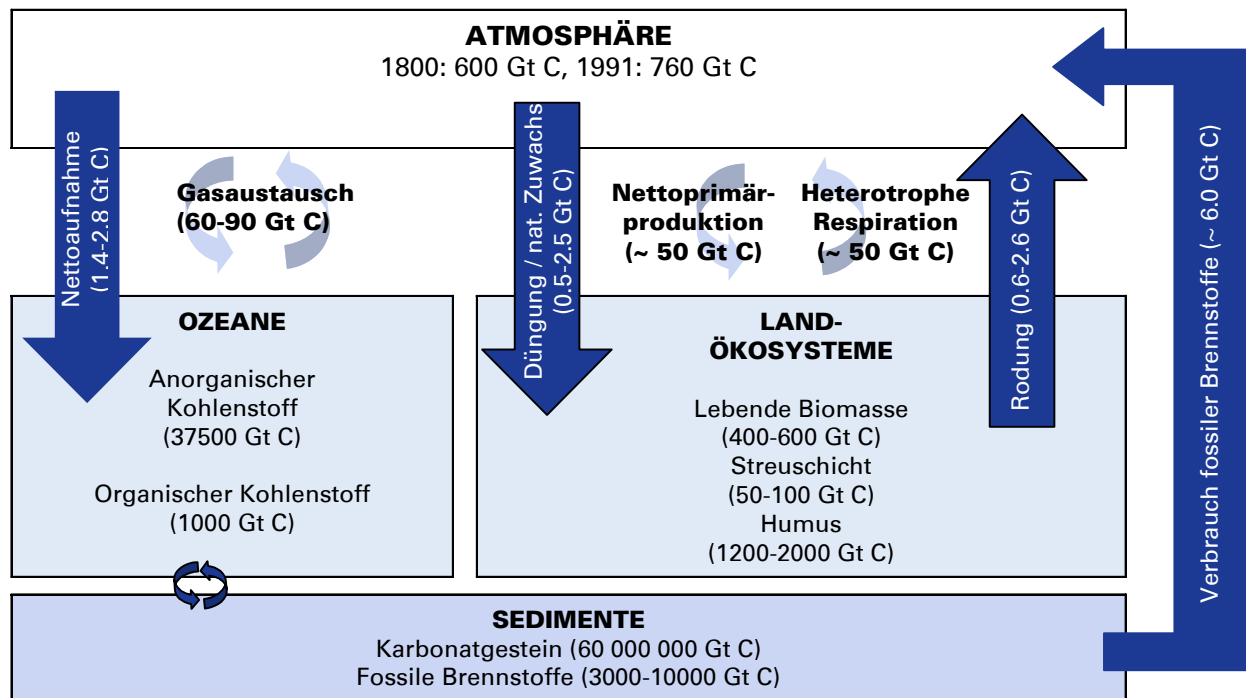 ATMOSPHÄRE
1800: 600 Gt C, 1991: 760 Gt C
Nettoaufnahme
(1.4-2.8 Gt C)
Gasaustausch
(60-90 Gt C)
Düngung / nat. Zuwachs
(0.5-2.5 Gt C)
Nettoprimär-
produktion
(~ 50 Gt C)
Heterotrophe
Respiration
(~ 50 Gt C)
Rodung (0.6-2.6 Gt C)
Verbrauch fossiler Brennstoffe (~ 6.0 Gt C)
OZEANE
Anorganischer
Kohlenstoff
(37500 Gt C)
Organischer Kohlenstoff
(1000 Gt C)
LAND-
ÖKOSYSTEME
Lebende Biomasse
(400-600 Gt C)
Streuschicht
(50-100 Gt C)
Humus
(1200-2000 Gt C)
SEDIMENTE
Karbonatgestein (60 000 000 Gt C)
Fossile Brennstoffe (3000-10000 Gt C)